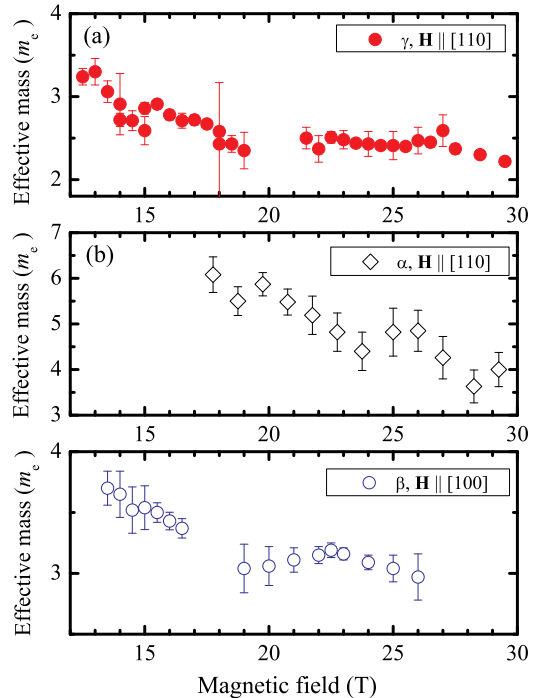 Effective mass (mₑ)
(a)
γ, H || [110]
4
3
2
15 20 25 30
Effective mass (mₑ)
(b)
α, H || [110]
7
6
5
4
3
15 20 25 30
Effective mass (mₑ)
β, H || [100]
4
3
15 20 25 30
Magnetic field (T)